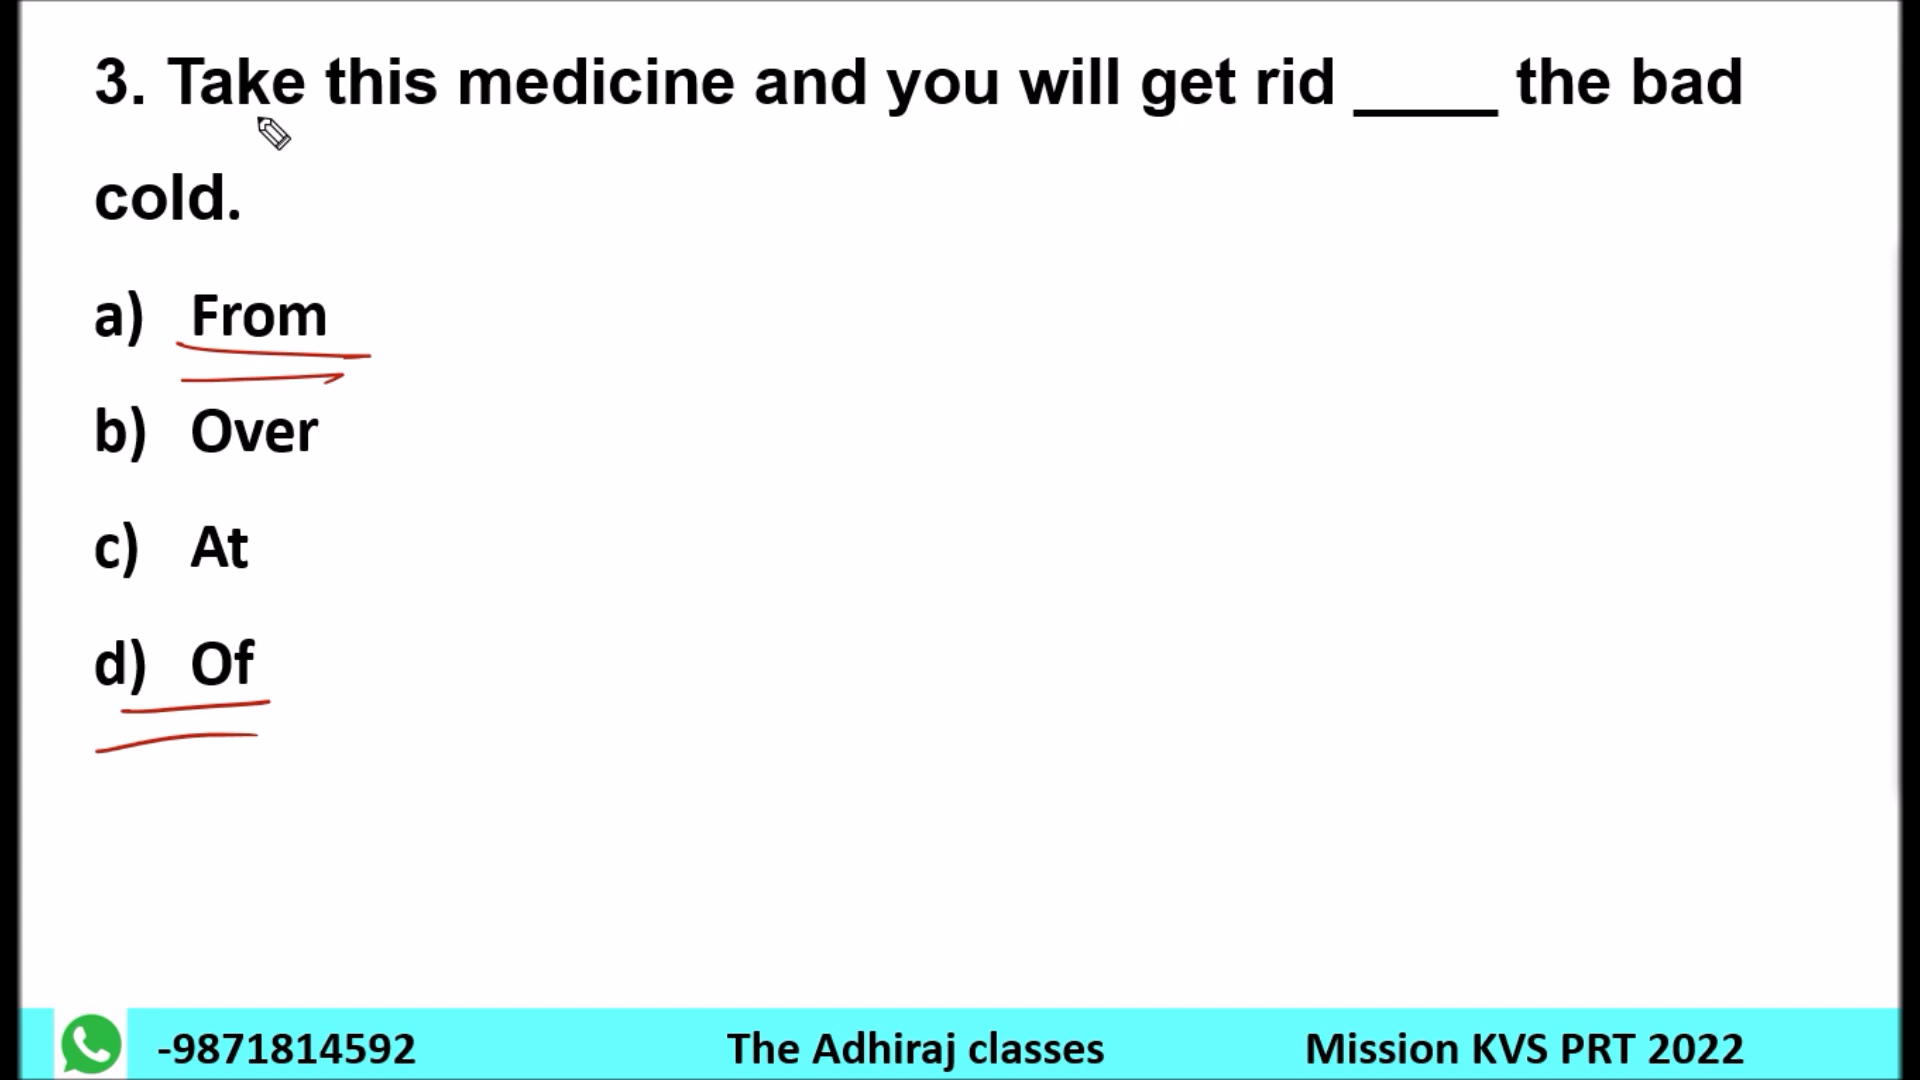 3. Take this medicine and you will get rid ____ the bad
cold.
a) From
b) Over
c) At
d) Of
-9871814592 The Adhiraj classes Mission KVS PRT 2022